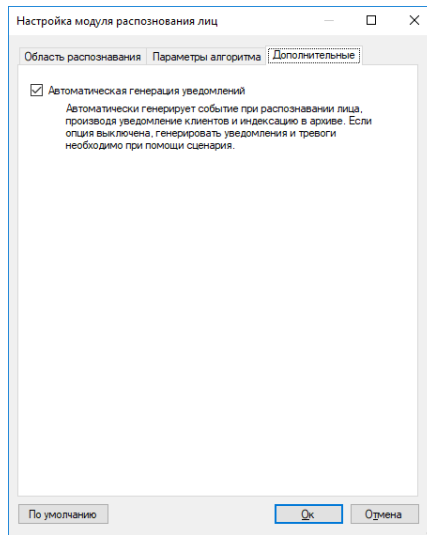 Настройка модуля распознования лиц
Область распознавания Параметры алгоритма Дополнительные
Автоматическая генерация уведомлений
Автоматически генерирует событие при распознавании лица,
производя уведомление клиентов и индексацию в архиве. Если
опция выключена, генерировать уведомления и тревоги
необходимо при помощи сценария.
По умолчанию Ок Отмена